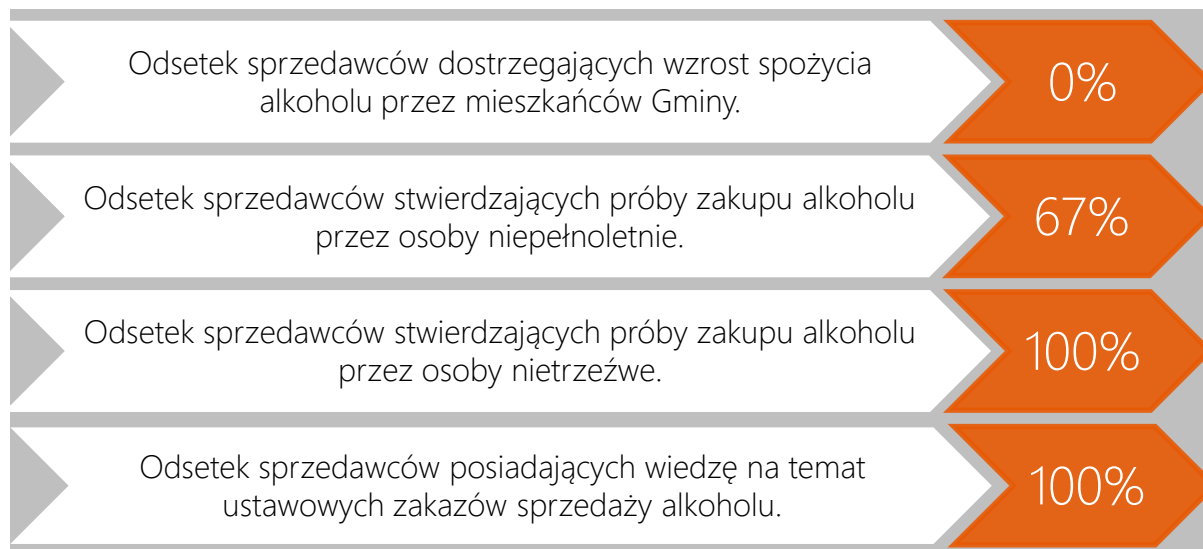 Odsetek sprzedawców dostrzegających wzrost spożycia
alkoholu przez mieszkańców Gminy.
0%
Odsetek sprzedawców stwierdzających próby zakupu alkoholu
przez osoby niepełnoletnie.
67%
Odsetek sprzedawców stwierdzających próby zakupu alkoholu
przez osoby nietrzeźwe.
100%
Odsetek sprzedawców posiadających wiedzę na temat
ustawowych zakazów sprzedaży alkoholu.
100%